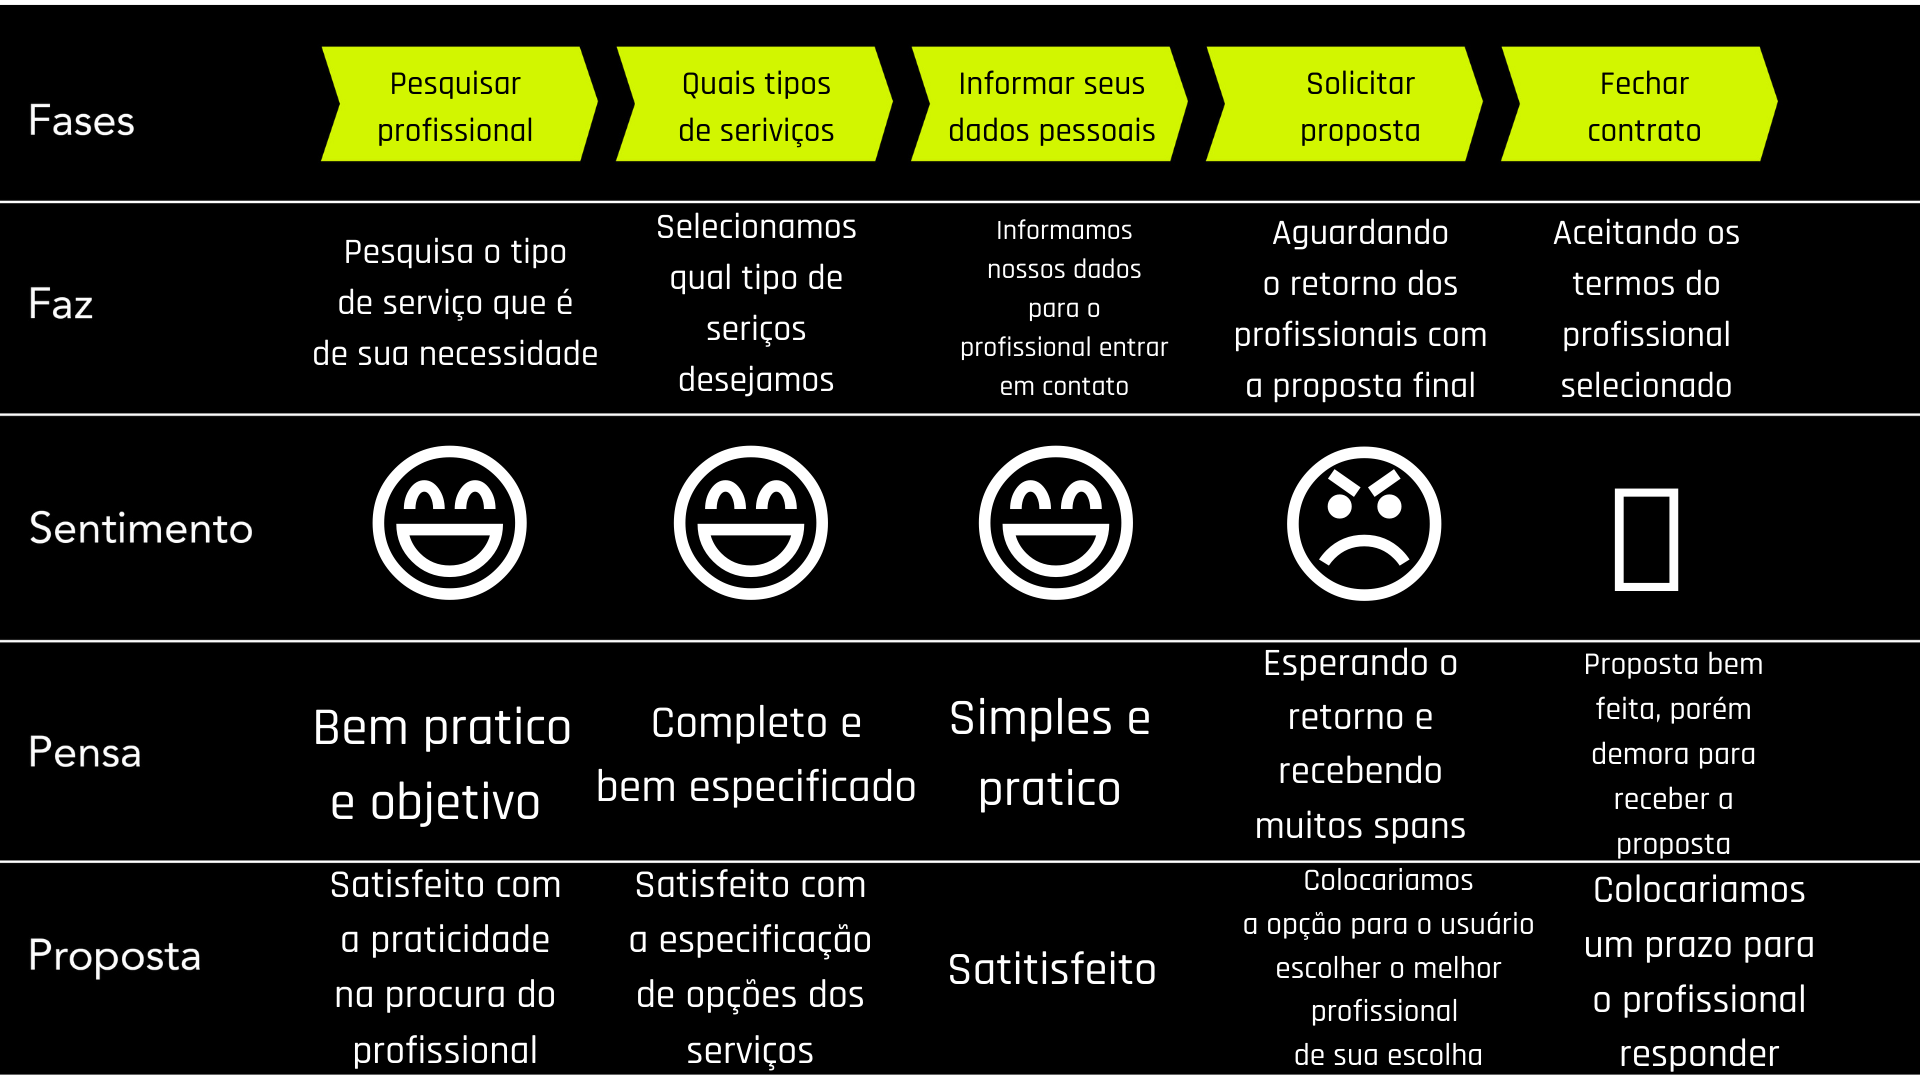 Fases
Pesquisar
profissional
Quais tipos
de seriviços
Informar seus
dados pessoais
Solicitar
proposta
Fechar
contrato
Faz
Pesquisa o tipo
de serviço que é
de sua necessidade
Selecionamos
qual tipo de
seriços
desejamos
Informamos
nossos dados
para o
profissional entrar
em contato
Aguardando
o retorno dos
profissionais com
a proposta final
Aceitando os
termos do
profissional
selecionado
Sentimento
Pensa
Bem pratico
e objetivo
Completo e
bem especificado
Simples e
pratico
Esperando o
retorno e
recebendo
muitos spans
Proposta bem
feita, porém
demora para
receber a
proposta
Proposta
Satisfeito com
a praticidade
na procura do
profissional
Satisfeito com
a especificação
de opções dos
serviços
Satitisfeito
Colocariamos
a opção para o usuário
escolher o melhor
profissional
de sua escolha
Colocariamos
um prazo para
o profissional
responder